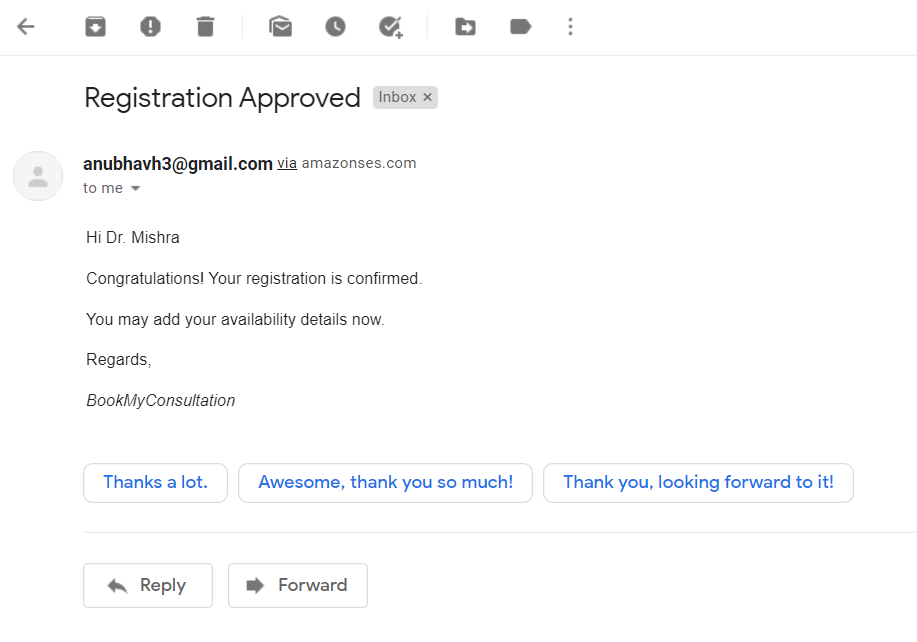 Registration Approved Inbox ×
anubhavh3@gmail.com via amazonses.com
to me
Hi Dr. Mishra
Congratulations! Your registration is confirmed.
You may add your availability details now.
Regards,
BookMyConsultation
Thanks a lot. Awesome, thank you so much! Thank you, looking forward to it!
Reply Forward